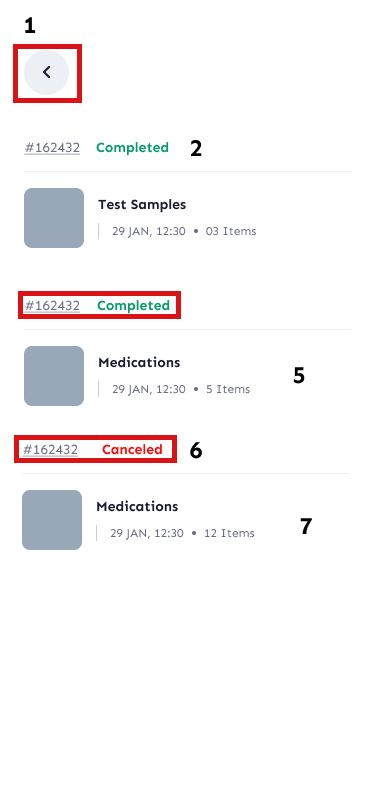 1
#162432 Completed 2
Test Samples
29 JAN, 12:30 • 03 Items
#162432 Completed
Medications
29 JAN, 12:30 • 5 Items 5
#162432 Canceled 6
Medications
29 JAN, 12:30 • 12 Items 7